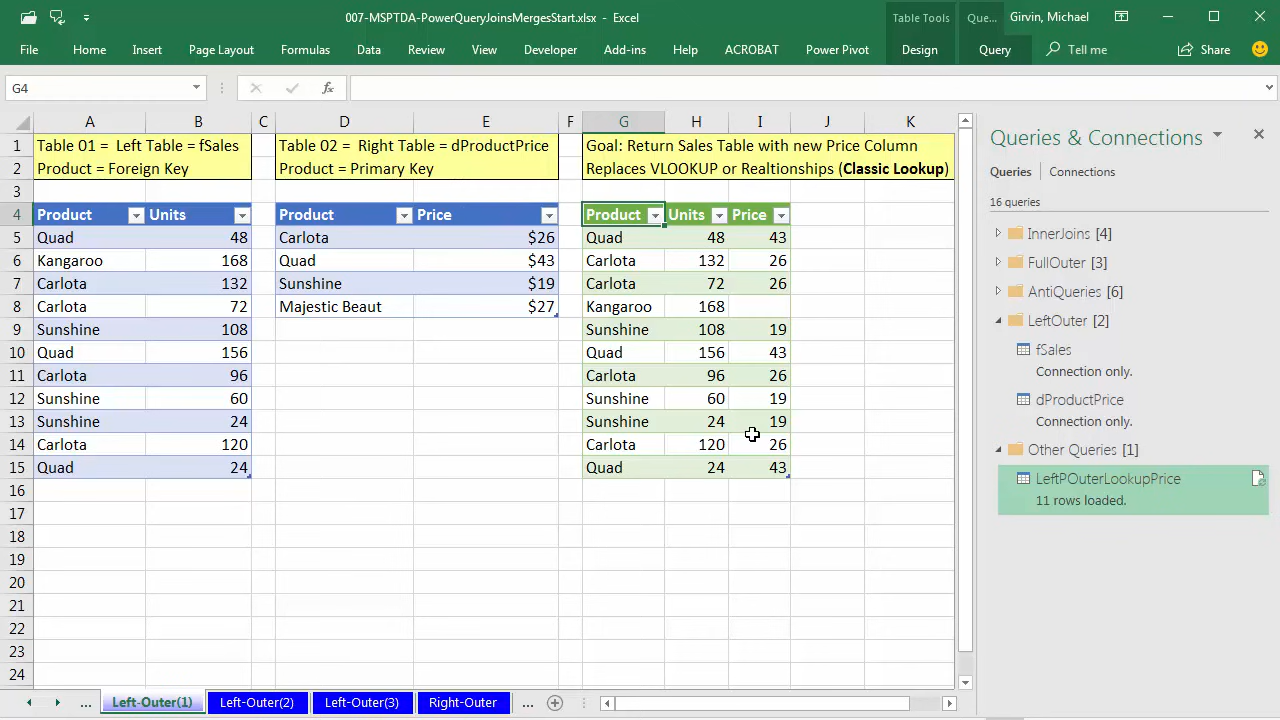 007-MSPTDA-PowerQueryJoinsMergesStart.xlsx - Excel
Table Tools
Que...
Girvin, Michael
File Home Insert Page Layout Formulas Data Review View Developer Add-ins Help ACROBAT Power Pivot Design Query Tell me Share
G4
fx
A B C D E F G H I J K
1 Table 01 = Left Table = fSales Table 02 = Right Table = dProductPrice Goal: Return Sales Table with new Price Column
2 Product = Foreign Key Product = Primary Key Replaces VLOOKUP or Realtionships (Classic Lookup)
3
4 Product Units Product Price Product Units Price
5 Quad 48 Carlota $26 Quad 48 43
6 Kangaroo 168 Quad $43 Carlota 132 26
7 Carlota 132 Sunshine $19 Carlota 72 26
8 Carlota 72 Majestic Beaut $27 Kangaroo 168
9 Sunshine 108 Sunshine 108 19
10 Quad 156 Quad 156 43
11 Carlota 96 Carlota 96 26
12 Sunshine 60 Sunshine 60 19
13 Sunshine 24 Sunshine 24 19
14 Carlota 120 Carlota 120 26
15 Quad 24 Quad 24 43
16
17
18
19
20
21
22
23
24
... Left-Outer(1) Left-Outer(2) Left-Outer(3) Right-Outer ...
Queries & Connections
Queries Connections
16 queries
InnerJoins [4]
FullOuter [3]
AntiQueries [6]
LeftOuter [2]
fSales
Connection only.
dProductPrice
Connection only.
Other Queries [1]
LeftPOuterLookupPrice
11 rows loaded.